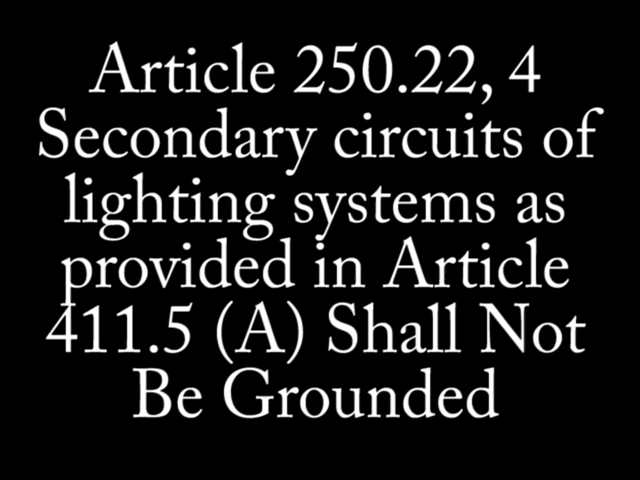 Article 250.22, 4
Secondary circuits of
lighting systems as
provided in Article
411.5 (A) Shall Not
Be Grounded